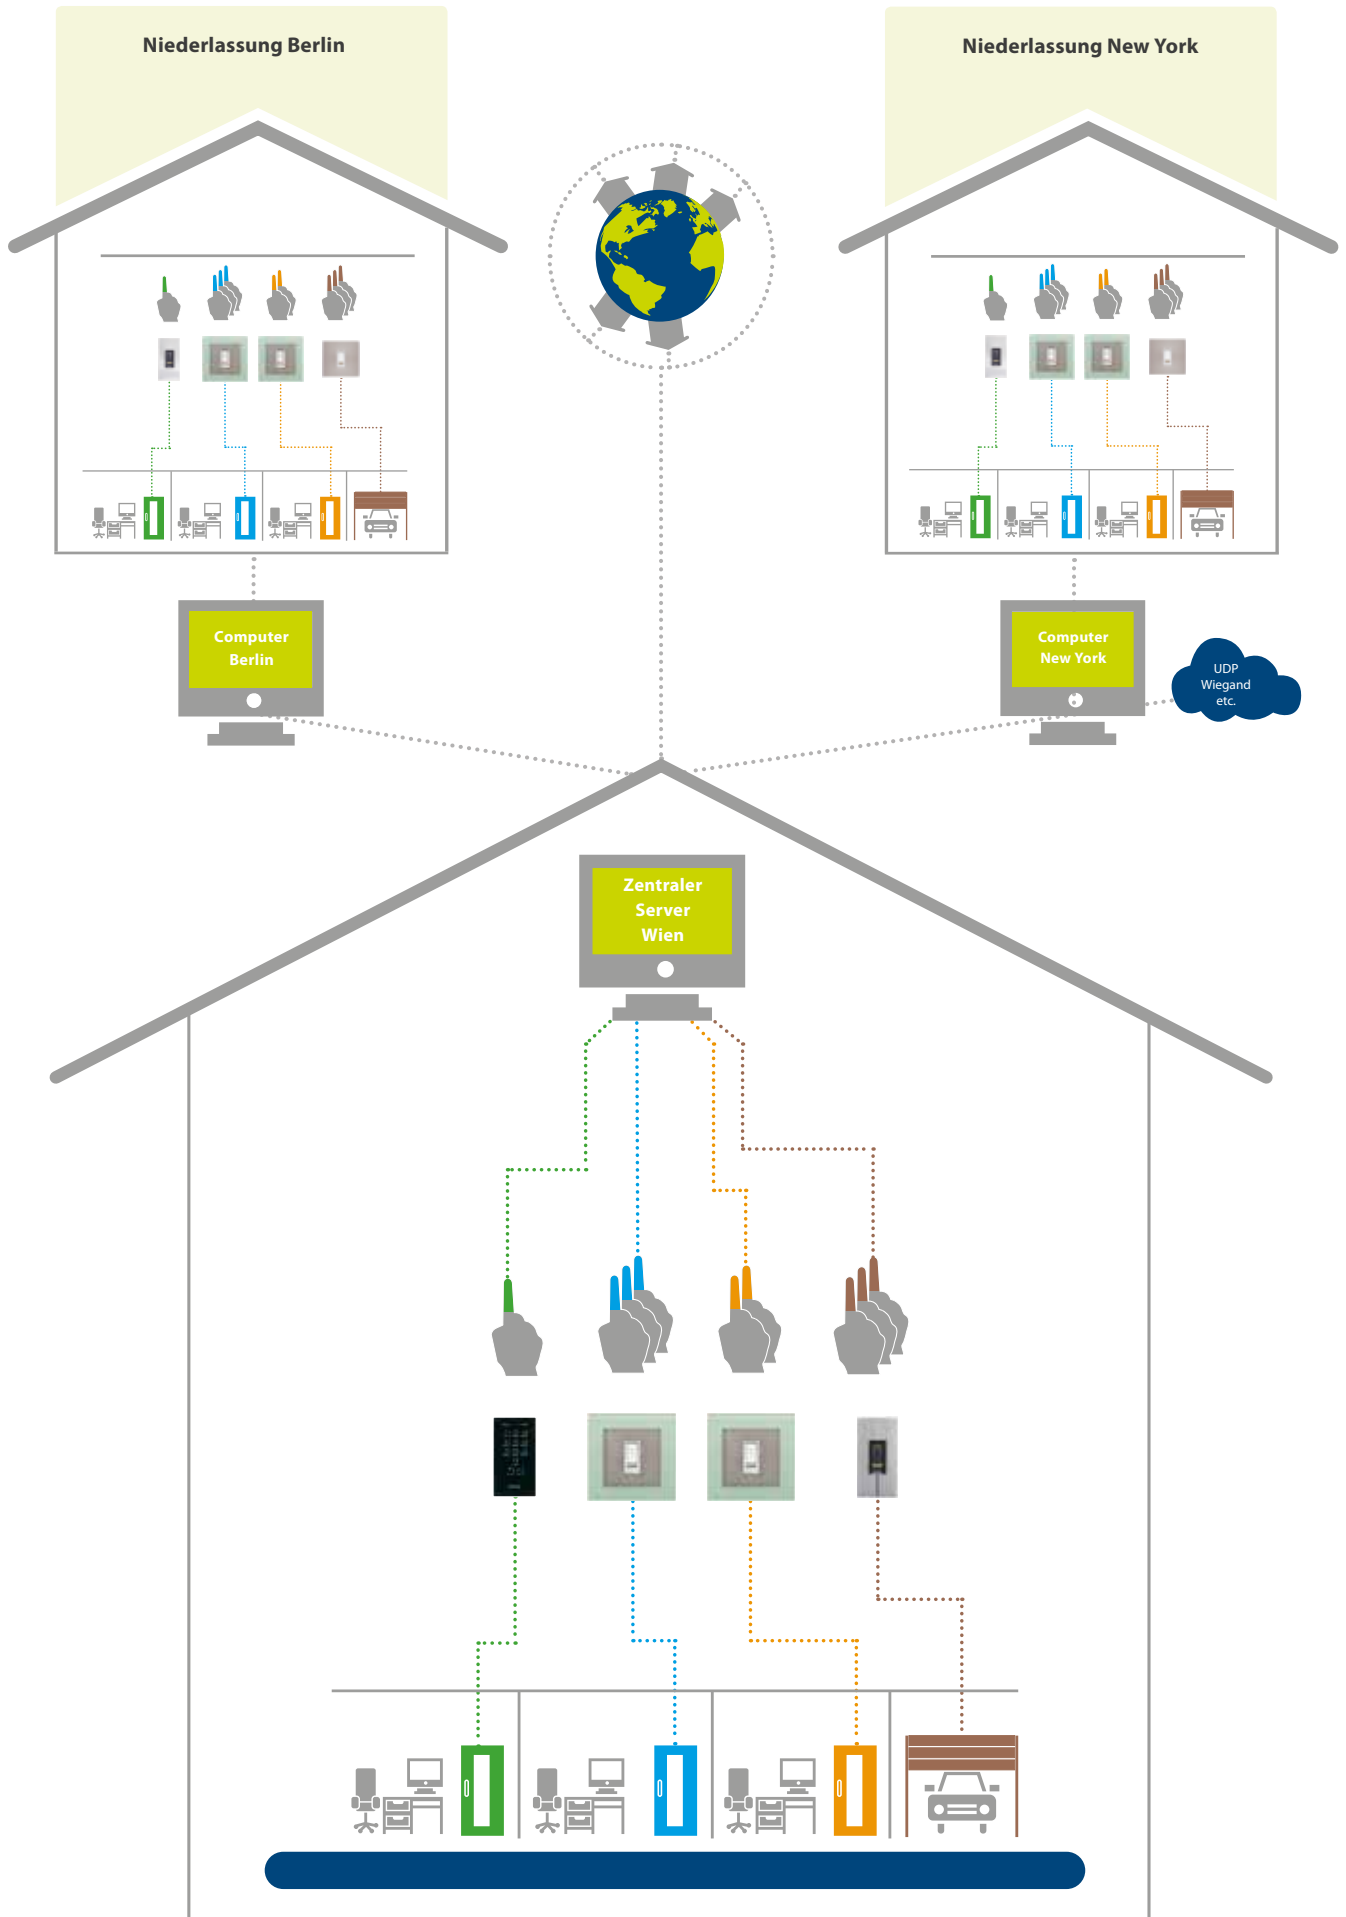 Niederlassung Berlin
Niederlassung New York
Computer
Berlin
Computer
New York
UDP
Wiegand
etc.
Zentraler
Server
Wien